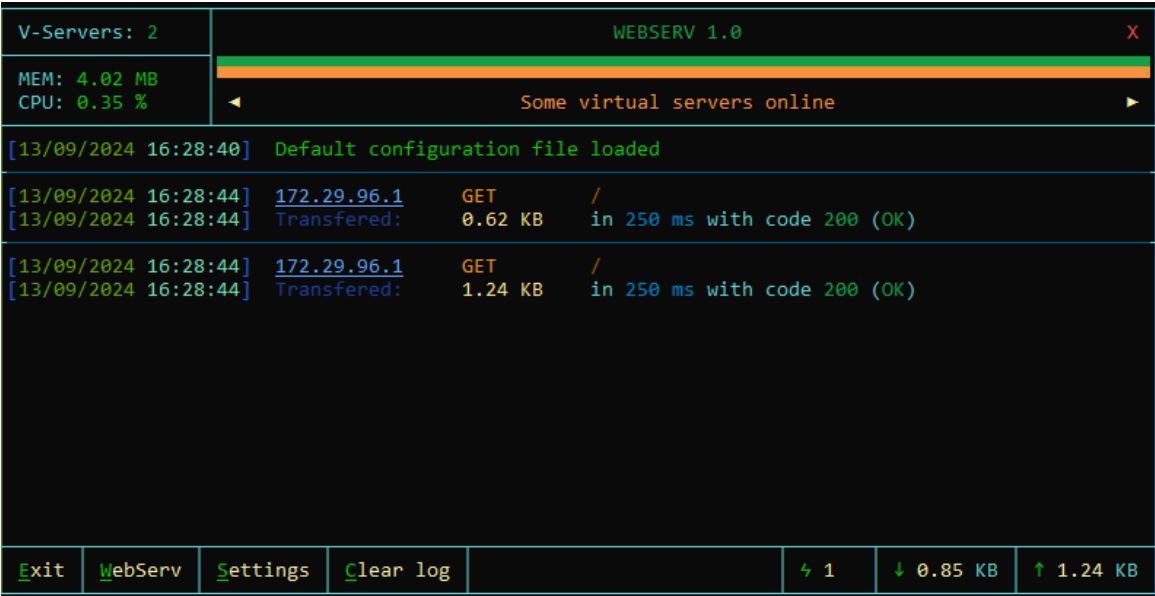 V-Servers: 2
WEBSERV 1.0 X
MEM: 4.02 MB
CPU: 0.35 %
◄ Some virtual servers online ►
[13/09/2024 16:28:40] Default configuration file loaded
[13/09/2024 16:28:44] 172.29.96.1 GET /
[13/09/2024 16:28:44] Transfered: 0.62 KB in 250 ms with code 200 (OK)
[13/09/2024 16:28:44] 172.29.96.1 GET /
[13/09/2024 16:28:44] Transfered: 1.24 KB in 250 ms with code 200 (OK)
Exit WebServ Settings Clear log ϟ 1 ↓ 0.85 KB ↑ 1.24 KB